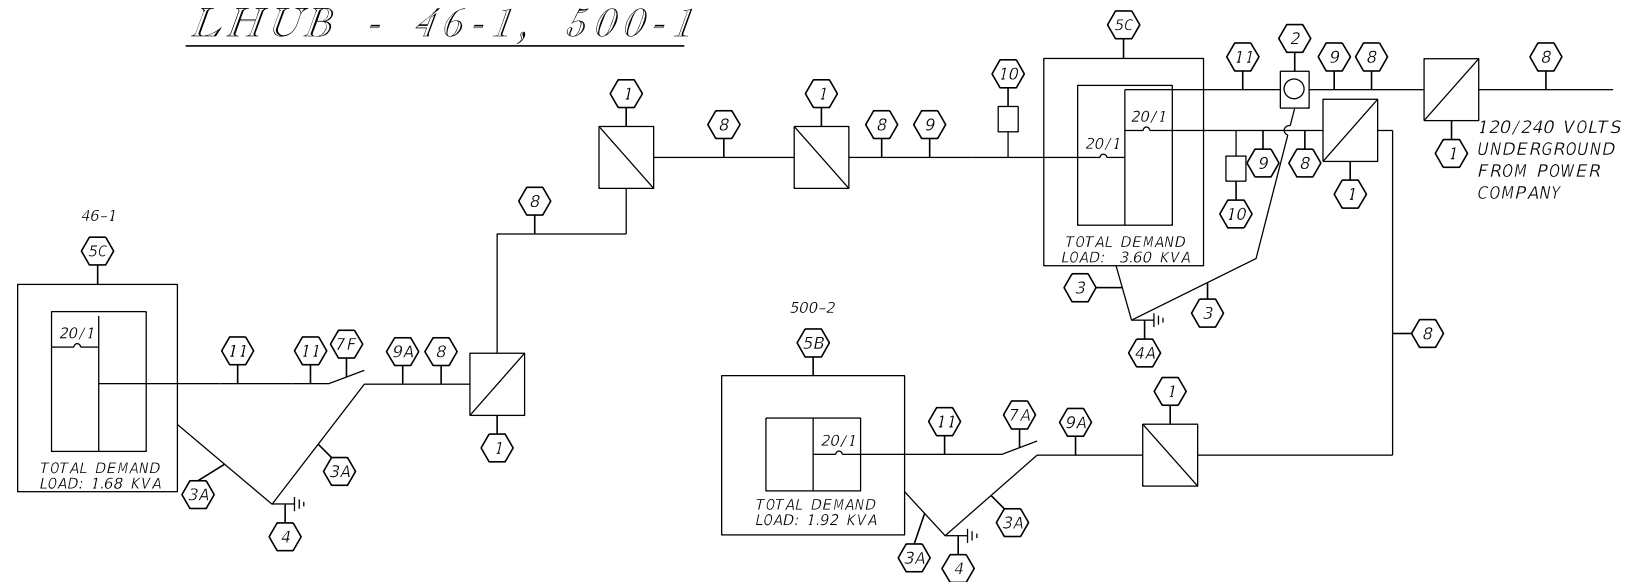 LHUB - 46-1, 500-1
5C
2
11
9
8
8
10
1
1
8
8
9
20/1
20/1
120/240 VOLTS
UNDERGROUND
FROM POWER
COMPANY
1
9
8
1
10
8
46-1
5C
TOTAL DEMAND
LOAD: 3.60 KVA
3
3
4A
500-2
5B
8
20/1
11
11
7F
9A
8
1
1
7A
11
9A
20/1
TOTAL DEMAND
LOAD: 1.68 KVA
3A
3A
4
TOTAL DEMAND
LOAD: 1.92 KVA
3A
3A
4